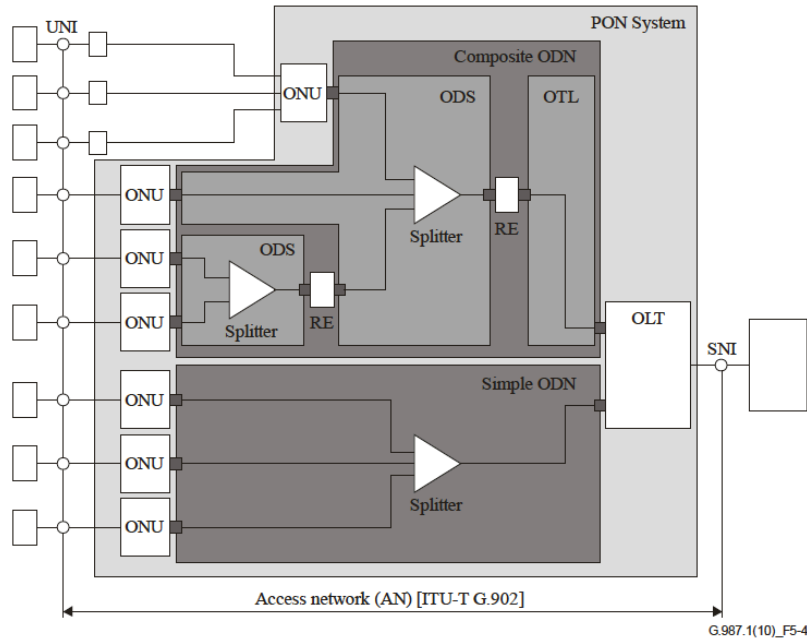 UNI
PON System
Composite ODN
ONU
ODS
OTL
ONU
Splitter
RE
ONU
ODS
ONU
Splitter
RE
OLT
SNI
ONU
Simple ODN
ONU
Splitter
ONU
Access network (AN) [ITU-T G.902]
G.987.1(10)_F5-4